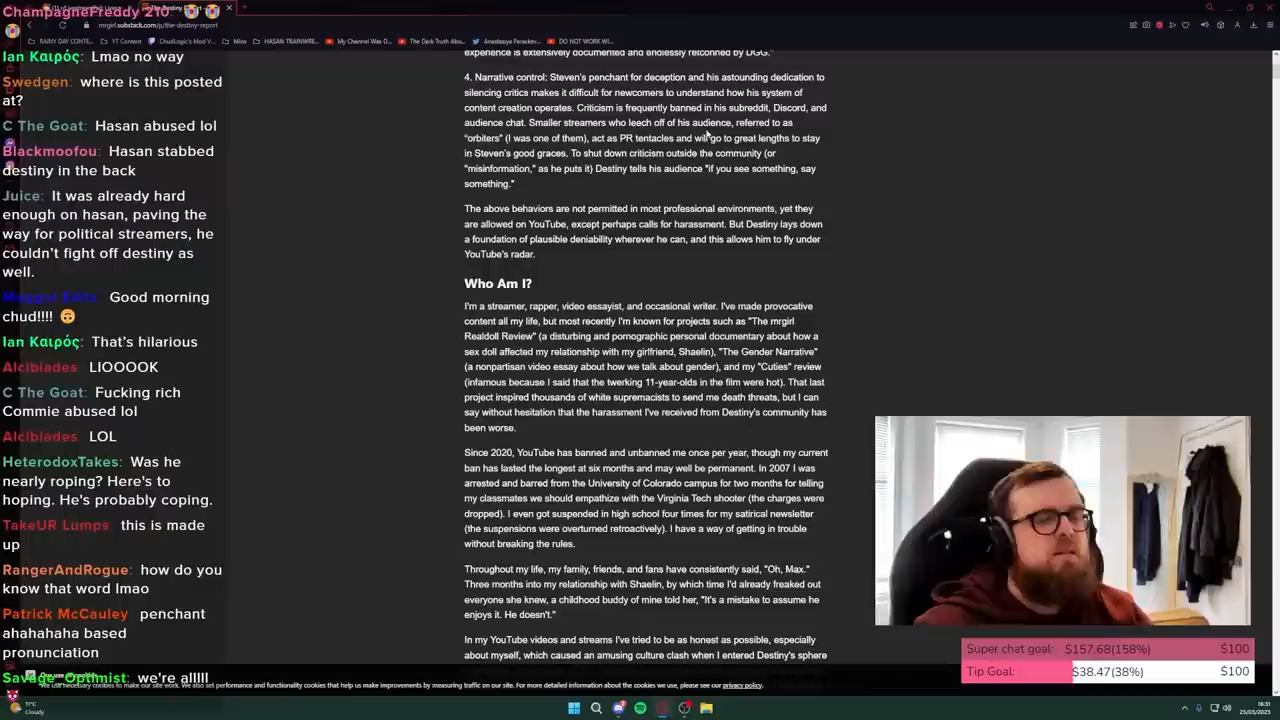 ChampagneFreddy 210:
mrgirl.substack.com/p/the-destiny-report
RAINY DAY CONTE...
YT Content
ChudLogic's Mod V...
Minx
HASAN TRAINWRE...
My Channel Was D...
The Dark Truth Abo...
Anastasya Paraskev...
DO NOT WORK WI...
Ian Καιρός: Lmao no way
Swedgen: where is this posted
at?
C The Goat: Hasan abused lol
Blackmoofou: Hasan stabbed
destiny in the back
Juice: It was already hard
enough on hasan, paving the
way for political streamers, he
couldn't fight off destiny as
well.
Good morning
chud!!!!
Ian Καιρός: That's hilarious
Alcibiades LIOOOOK
C The Goat: Fucking rich
Commie abused lol
Alcibiades LOL
HeterodoxTakes: Was he
nearly roping? Here's to
hoping. He's probably coping.
TakeUR Lumps this is made
up
RangerAndRogue: how do you
know that word lmao
Patrick McCauley penchant
ahahahaha based
pronunciation
Savage_Optimist: we're alllll
experience is extensively documented and endlessly retconned by DGG."
4. Narrative control: Steven's penchant for deception and his astounding dedication to
silencing critics makes it difficult for newcomers to understand how his system of
content creation operates. Criticism is frequently banned in his subreddit, Discord, and
audience chat. Smaller streamers who leech off of his audience, referred to as
"orbiters" (I was one of them), act as PR tentacles and will go to great lengths to stay
in Steven's good graces. To shut down criticism outside the community (or
"misinformation," as he puts it) Destiny tells his audience "if you see something, say
something."
The above behaviors are not permitted in most professional environments, yet they
are allowed on YouTube, except perhaps calls for harassment. But Destiny lays down
a foundation of plausible deniability wherever he can, and this allows him to fly under
YouTube's radar.
Who Am I?
I'm a streamer, rapper, video essayist, and occasional writer. I've made provocative
content all my life, but most recently I'm known for projects such as "The mrgirl
Realdoll Review" (a disturbing and pornographic personal documentary about how a
sex doll affected my relationship with my girlfriend, Shaelin), "The Gender Narrative"
(a nonpartisan video essay about how we talk about gender), and my "Cuties" review
(infamous because I said that the twerking 11-year-olds in the film were hot). That last
project inspired thousands of white supremacists to send me death threats, but I can
say without hesitation that the harassment I've received from Destiny's community has
been worse.
Since 2020, YouTube has banned and unbanned me once per year, though my current
ban has lasted the longest at six months and may well be permanent. In 2007 I was
arrested and barred from the University of Colorado campus for two months for telling
my classmates we should empathize with the Virginia Tech shooter (the charges were
dropped). I even got suspended in high school four times for my satirical newsletter
(the suspensions were overturned retroactively). I have a way of getting in trouble
without breaking the rules.
Throughout my life, my family, friends, and fans have consistently said, "Oh, Max."
Three months into my relationship with Shaelin, by which time I'd already freaked out
everyone she knew, a childhood buddy of mine told her, "It's a mistake to assume he
enjoys it. He doesn't."
In my YouTube videos and streams I've tried to be as honest as possible, especially
about myself, which caused an amusing culture clash when I entered Destiny's sphere
We use necessary cookies to make our site work. We also set performance and functionality cookies that help us make improvements by measuring traffic on our site. For more detailed information about the cookies we use, please see our privacy policy.
Super chat goal: $157.68(158%) $100
Tip Goal: $38.47(38%) $100
11°C
Cloudy
16:31
25/03/2023